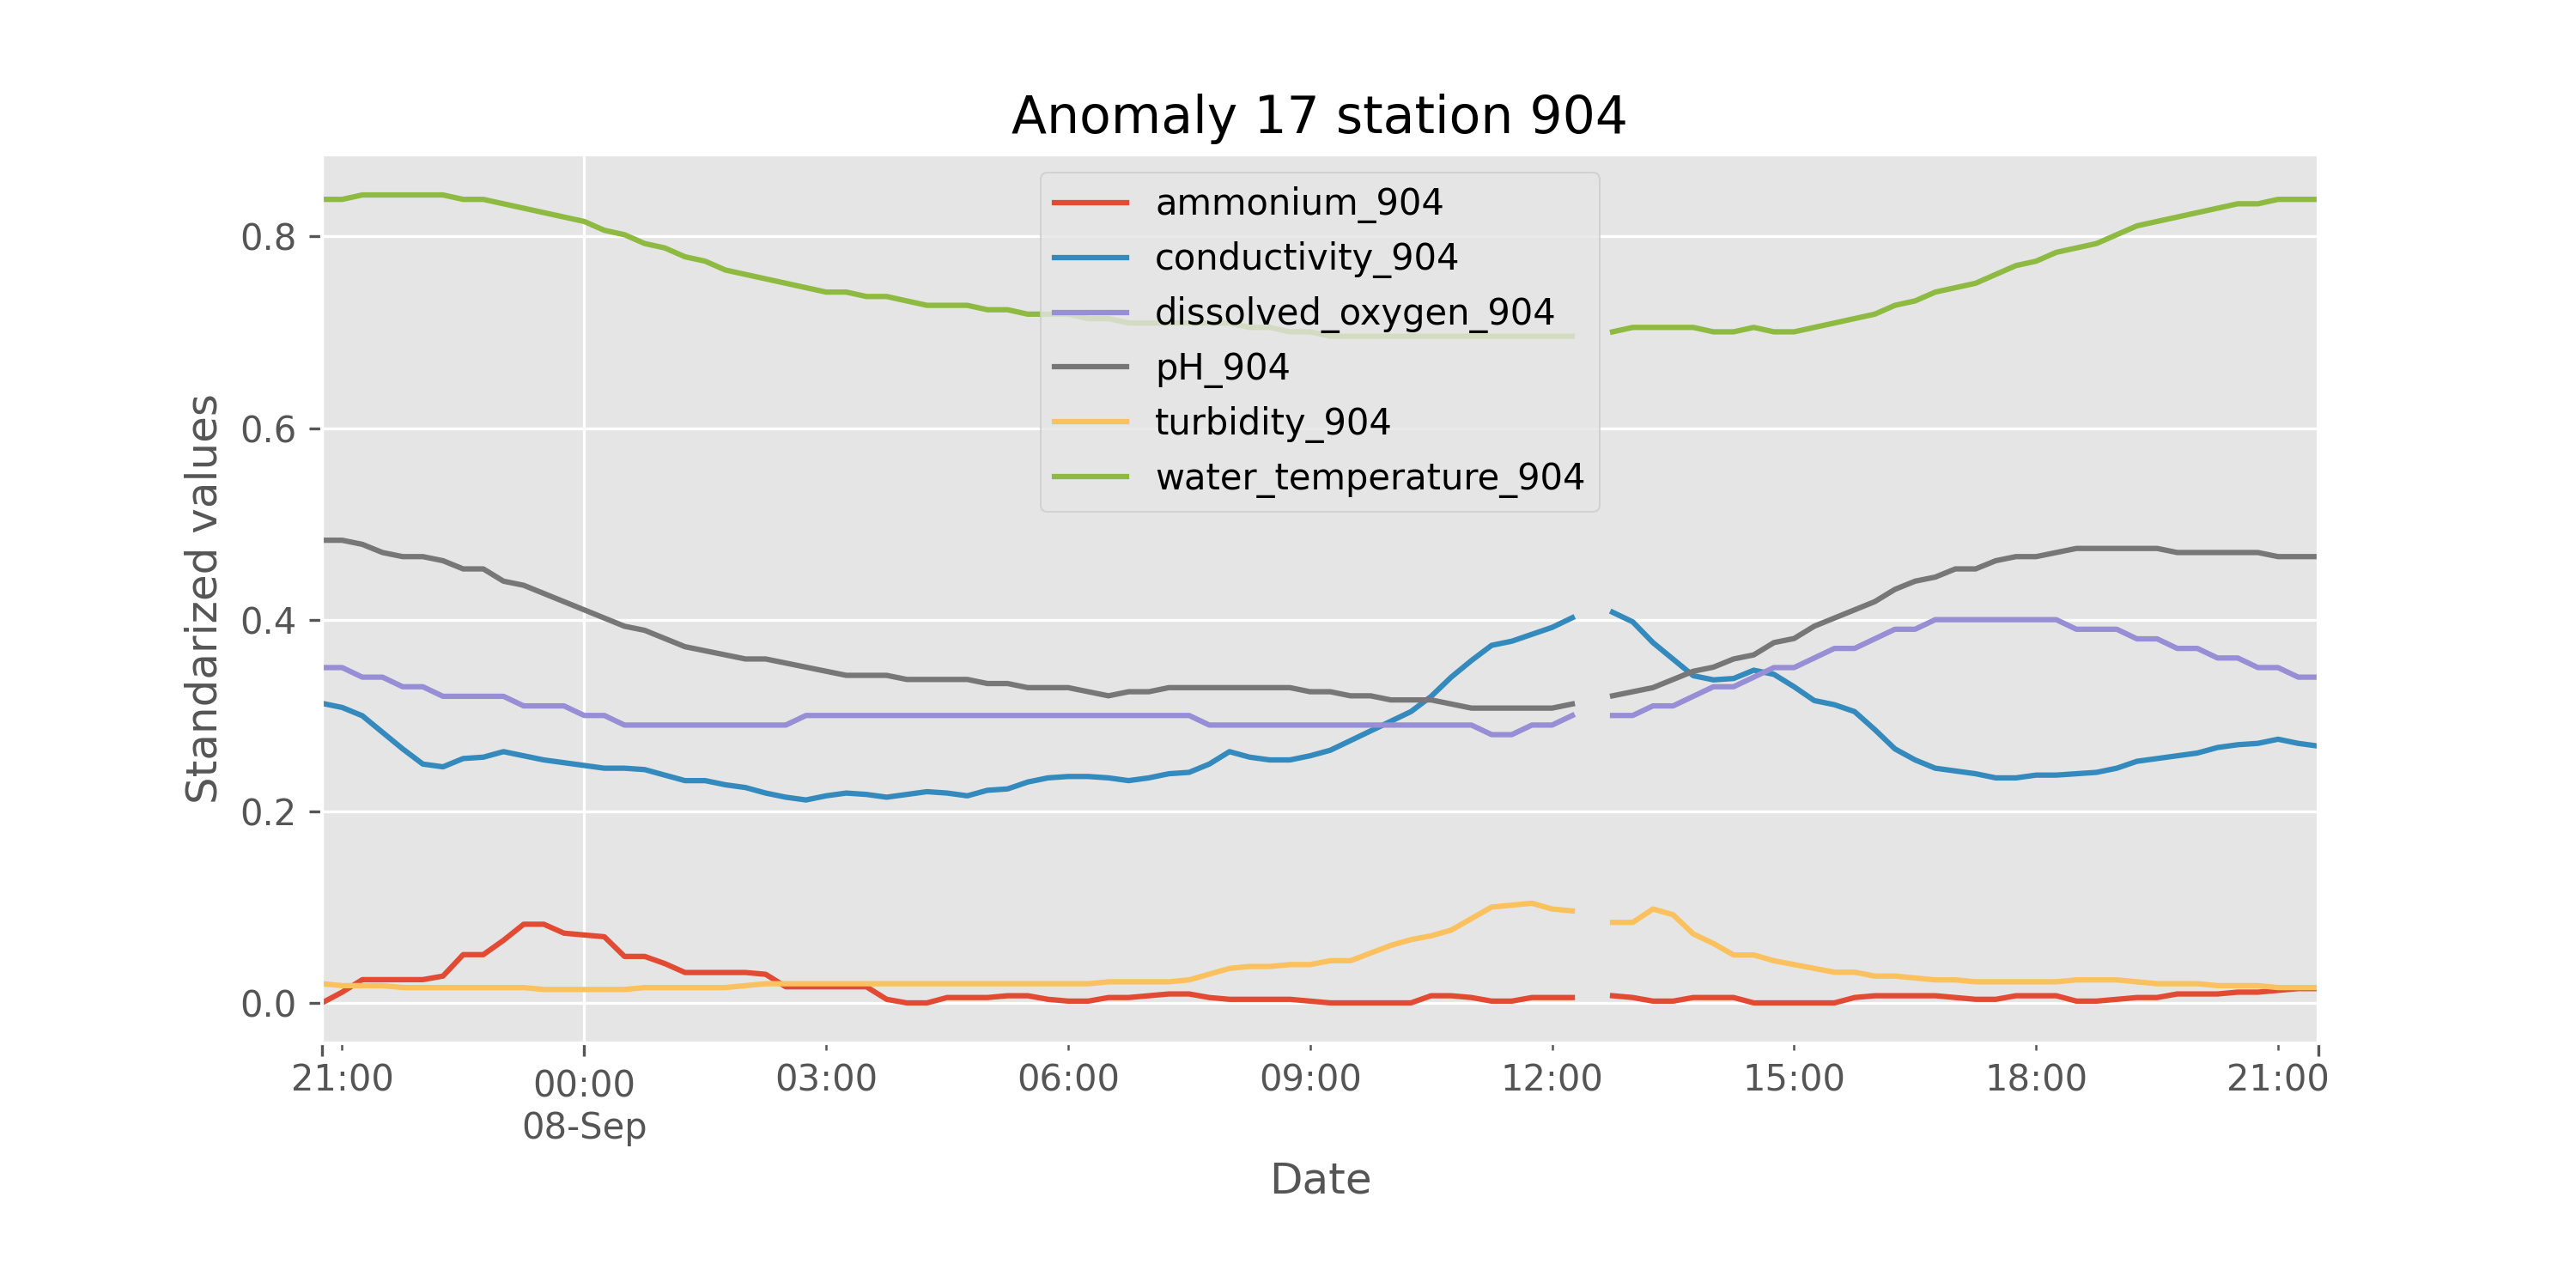 Anomaly 17 station 904
ammonium_904
conductivity_904
dissolved_oxygen_904
pH_904
turbidity_904
water_temperature_904
Standarized values
0.8
0.6
0.4
0.2
0.0
21:00 00:00 03:00 06:00 09:00 12:00 15:00 18:00 21:00
08-Sep
Date